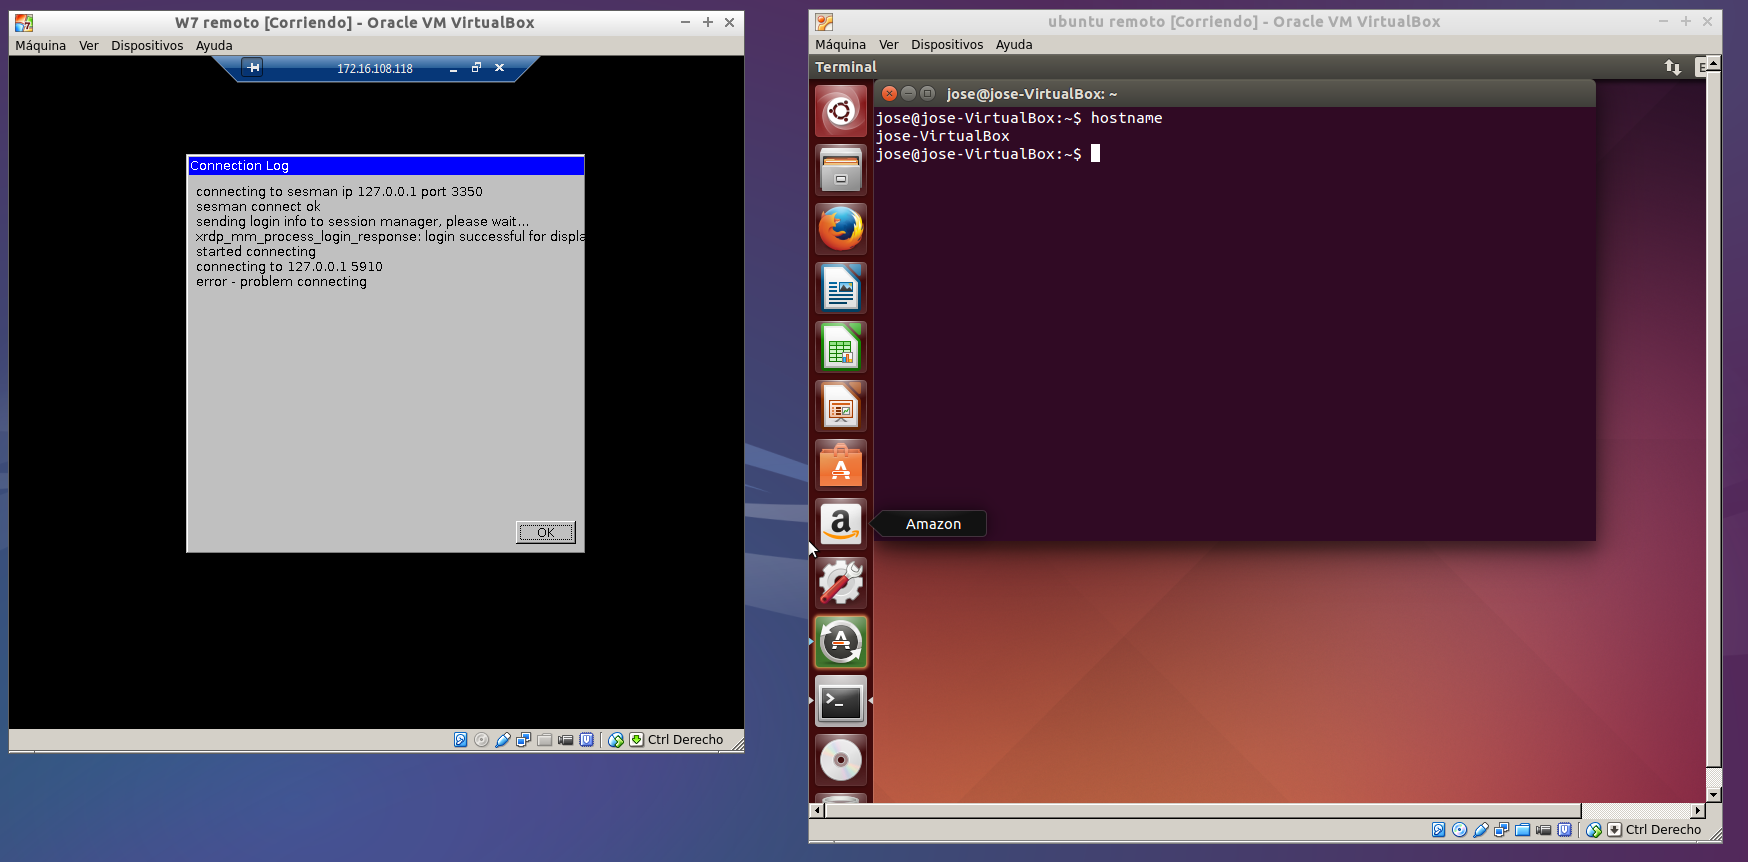 W7 remoto [Corriendo] - Oracle VM VirtualBox
Máquina Ver Dispositivos Ayuda
172.16.108.118
Connection Log
connecting to sesman ip 127.0.0.1 port 3350
sesman connect ok
sending login info to session manager, please wait...
xrdp_mm_process_login_response: login successful for displa
started connecting
connecting to 127.0.0.1 5910
error - problem connecting
OK
Ctrl Derecho
ubuntu remoto [Corriendo] - Oracle VM VirtualBox
Máquina Ver Dispositivos Ayuda
Terminal
jose@jose-VirtualBox: ~
jose@jose-VirtualBox:~$ hostname
jose-VirtualBox
jose@jose-VirtualBox:~$
Amazon
Ctrl Derecho